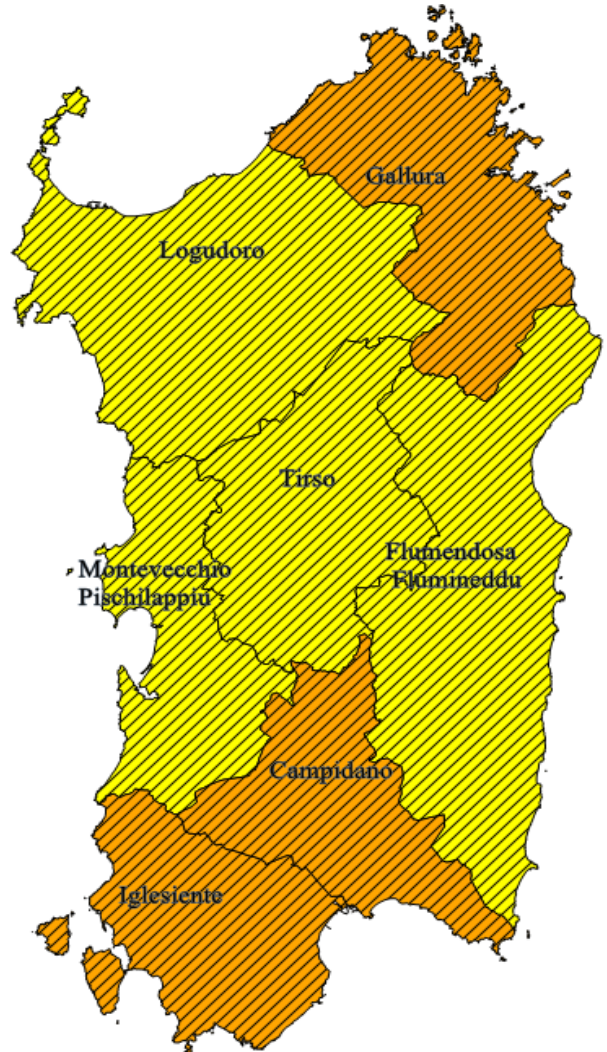 Gallura
Logudoro
Tirso
Flumendosa
Flumineddu
Montevecchio
Pischilappiu
Campidano
Iglesiente